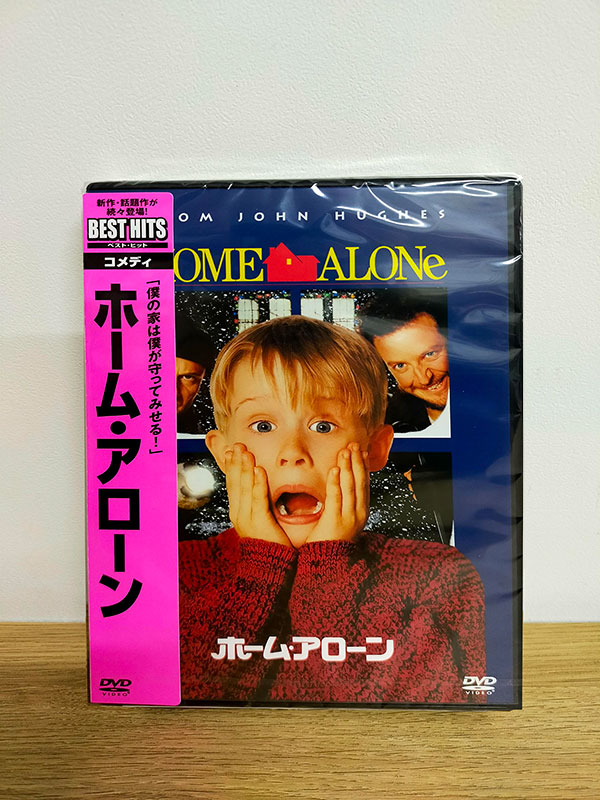 新作・話題作が
続々登場!
BEST HITS
ベスト・ヒット
コメディ
「僕の家は僕が守ってみせる!」
ホーム・アローン
DVD
VIDEO
OM JOHN HUGHES
OME ALONe
ホーム・アローン
DVD
VIDEO